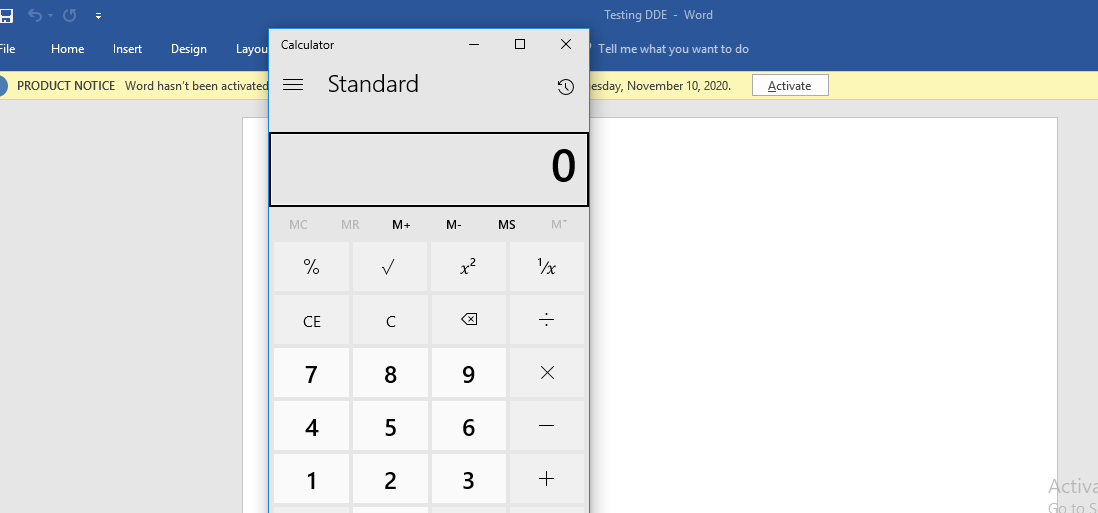 Testing DDE - Word
File Home Insert Design Layou
Tell me what you want to do
PRODUCT NOTICE Word hasn't been activated
esday, November 10, 2020. Activate
Calculator
Standard
0
MC MR M+ M- MS M˅
% √ x² ¹/x
CE C ÷
7 8 9 ×
4 5 6 −
1 2 3 +
Activa
Go to S